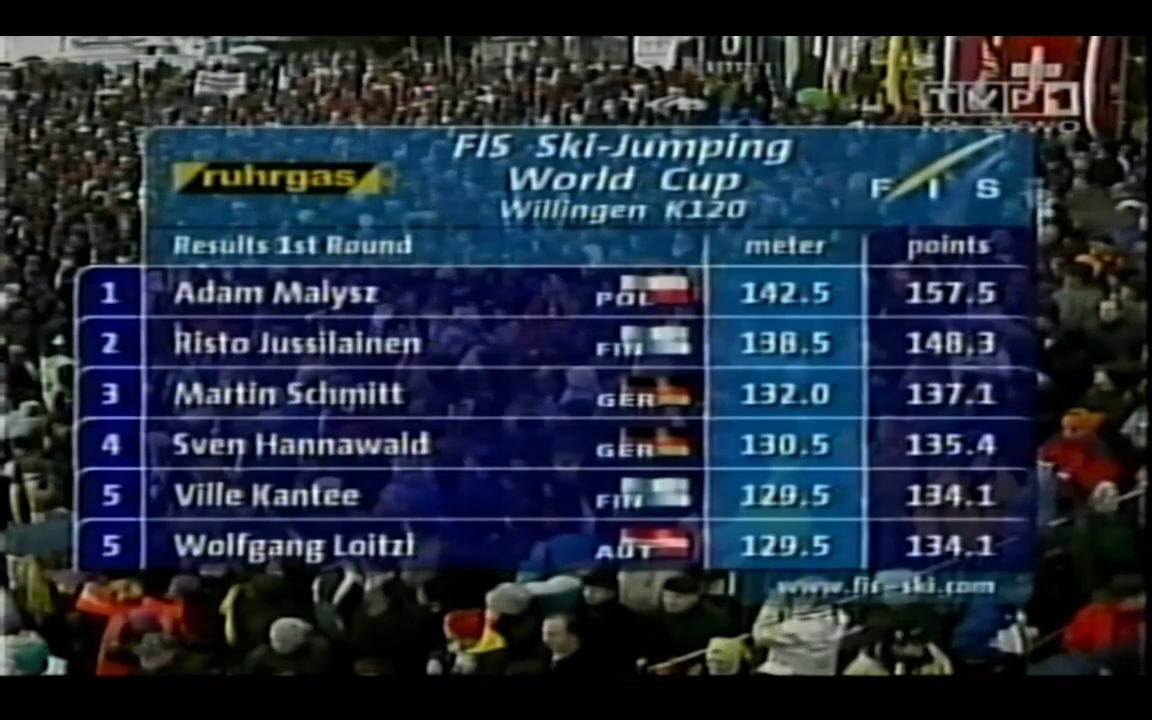 TVP1
NA ŻYWO
FIS Ski-Jumping
World Cup
Willingen K120
ruhrgas
F I S
Results 1st Round meter points
1 Adam Malysz POL 142.5 157.5
2 Risto Jussilainen FIN 138.5 148.3
3 Martin Schmitt GER 132.0 137.1
4 Sven Hannawald GER 130.5 135.4
5 Ville Kantee FIN 129.5 134.1
5 Wolfgang Loitzl AUT 129.5 134.1
www.fis-ski.com